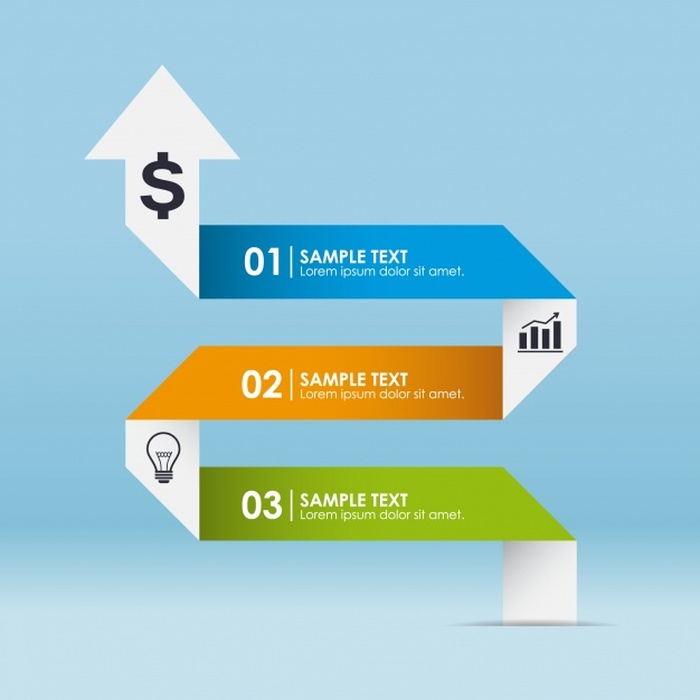 $
01
SAMPLE TEXT
Lorem ipsum dolor sit amet.
02
SAMPLE TEXT
Lorem ipsum dolor sit amet.
03
SAMPLE TEXT
Lorem ipsum dolor sit amet.